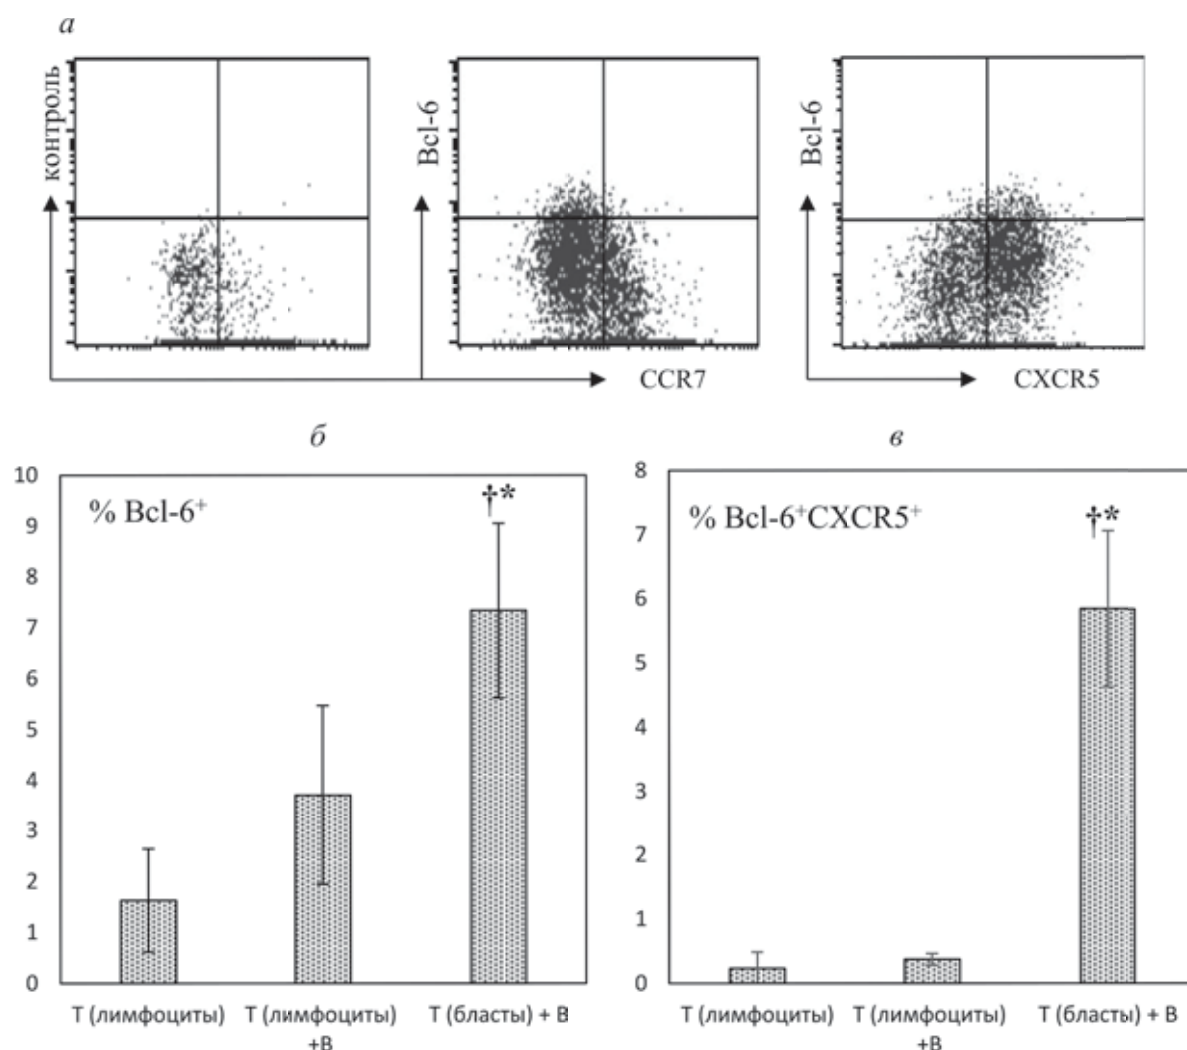 а
контроль
Bcl-6
Bcl-6
CCR7
CXCR5
б
в
10
9
8
7
6
5
4
3
2
1
0
% Bcl-6⁺
†*
Т (лимфоциты)
Т (лимфоциты)
+В
Т (бласты) + В
8
7
6
5
4
3
2
1
0
% Bcl-6⁺CXCR5⁺
†*
Т (лимфоциты)
Т (лимфоциты)
+В
Т (бласты) + В